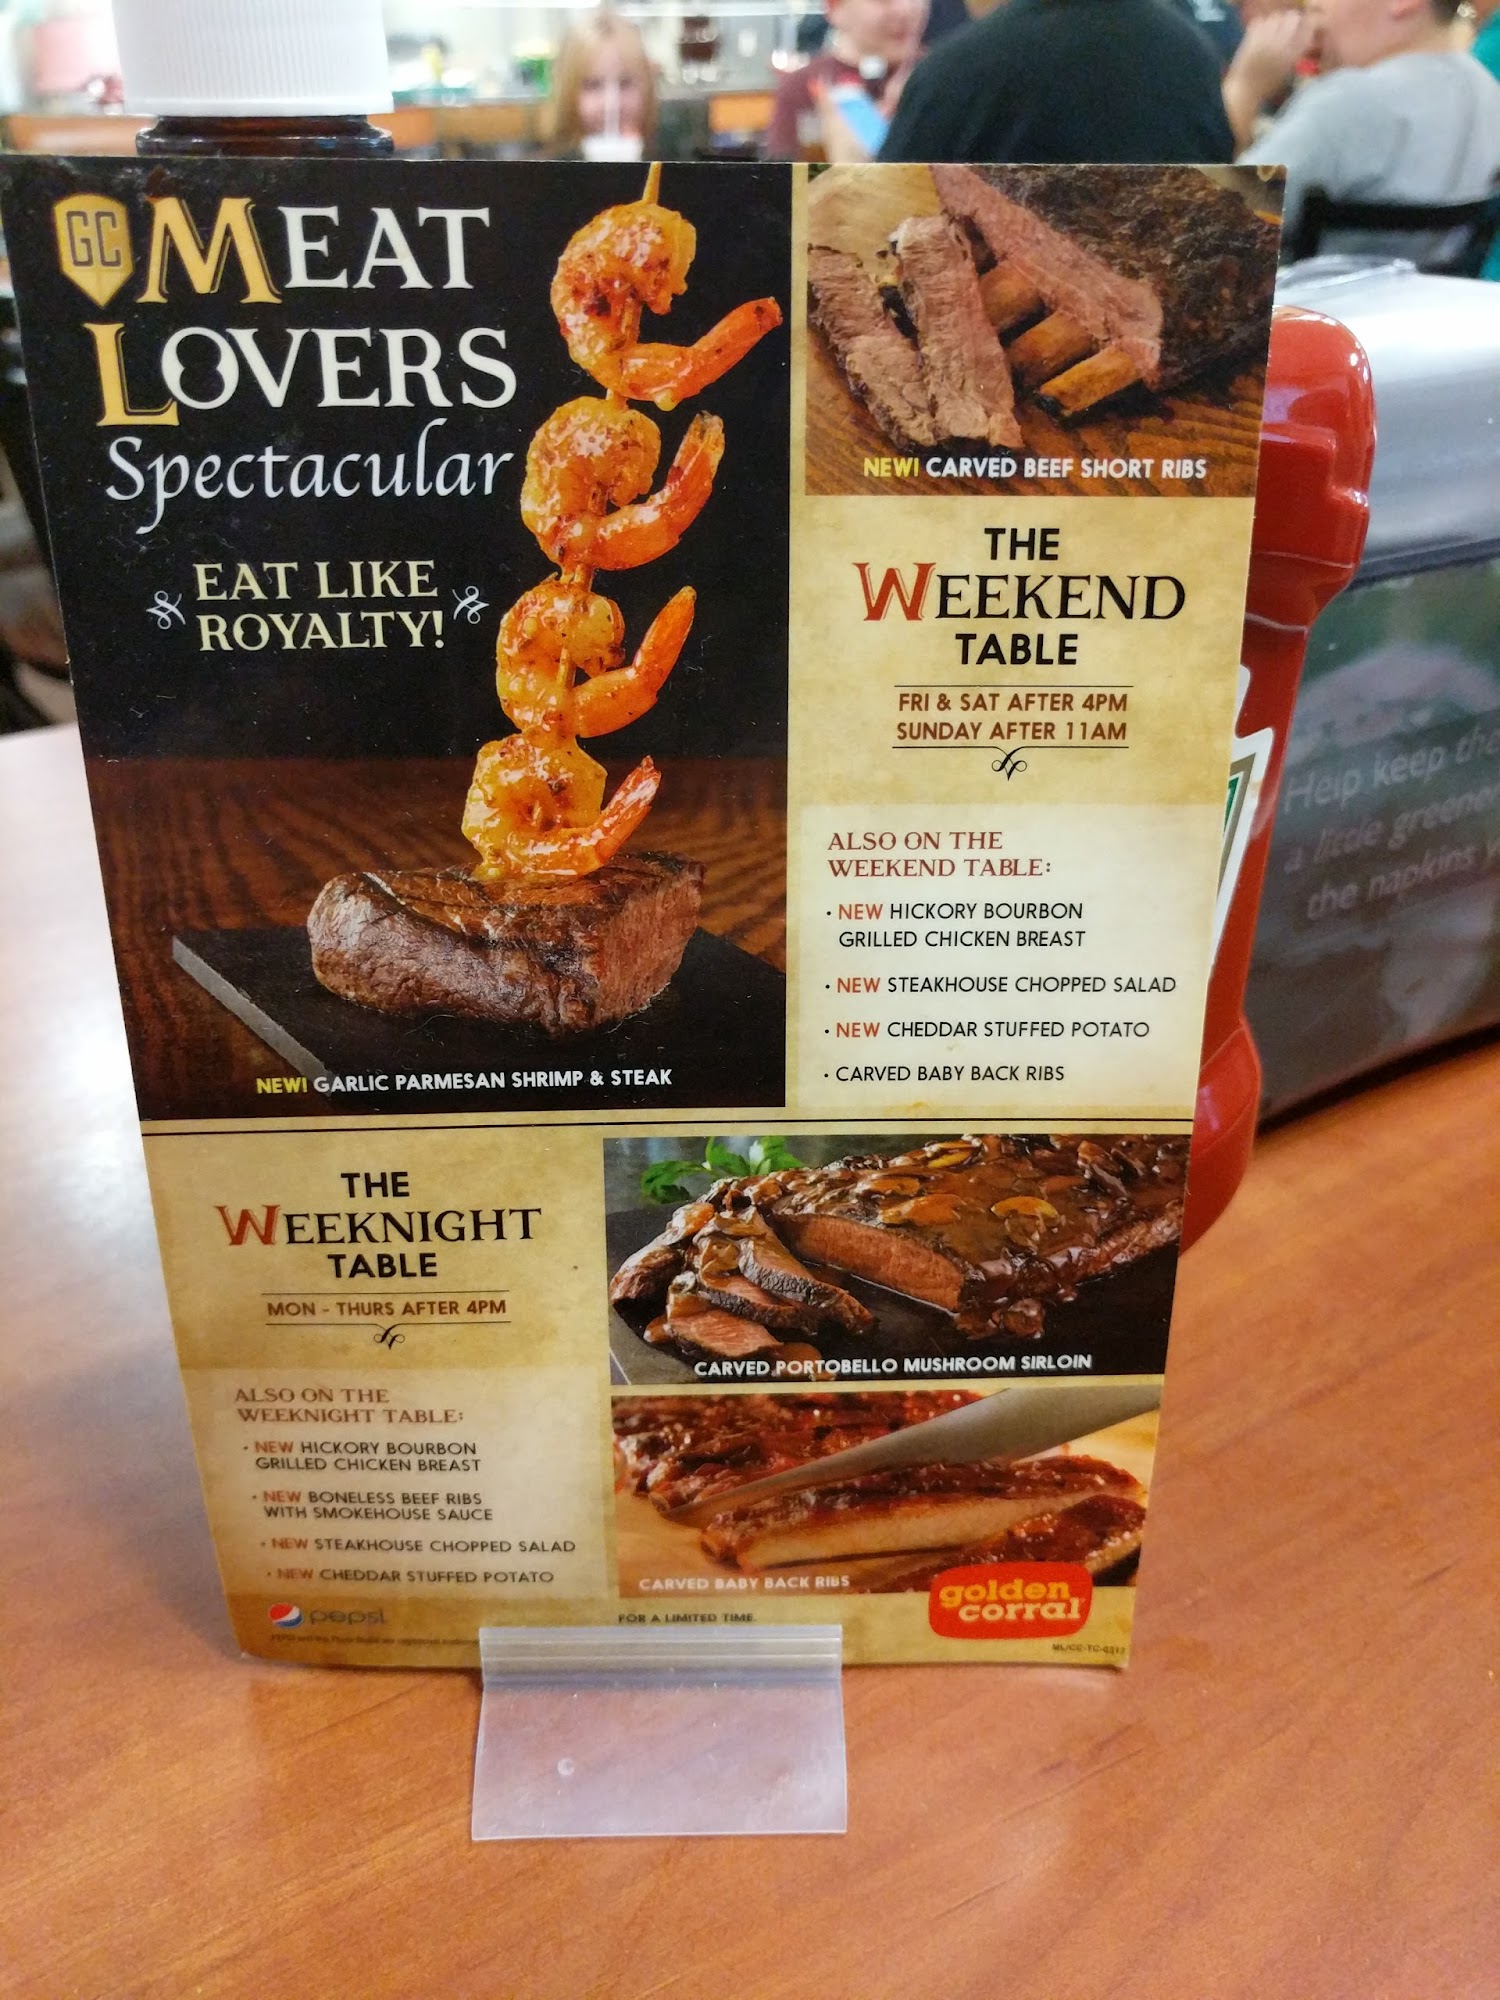 GC
MEAT
LOVERS
Spectacular
EAT LIKE
ROYALTY!
NEW! GARLIC PARMESAN SHRIMP & STEAK
NEW! CARVED BEEF SHORT RIBS
THE
WEEKEND
TABLE
FRI & SAT AFTER 4PM
SUNDAY AFTER 11AM
ALSO ON THE
WEEKEND TABLE:
• NEW HICKORY BOURBON
GRILLED CHICKEN BREAST
• NEW STEAKHOUSE CHOPPED SALAD
• NEW CHEDDAR STUFFED POTATO
• CARVED BABY BACK RIBS
THE
WEEKNIGHT
TABLE
MON - THURS AFTER 4PM
ALSO ON THE
WEEKNIGHT TABLE:
• NEW HICKORY BOURBON
GRILLED CHICKEN BREAST
• NEW BONELESS BEEF RIBS
WITH SMOKEHOUSE SAUCE
• NEW STEAKHOUSE CHOPPED SALAD
• NEW CHEDDAR STUFFED POTATO
CARVED PORTOBELLO MUSHROOM SIRLOIN
CARVED BABY BACK RIBS
golden
corral
pepsi
FOR A LIMITED TIME.
Help keep the
a little greener
the napkins